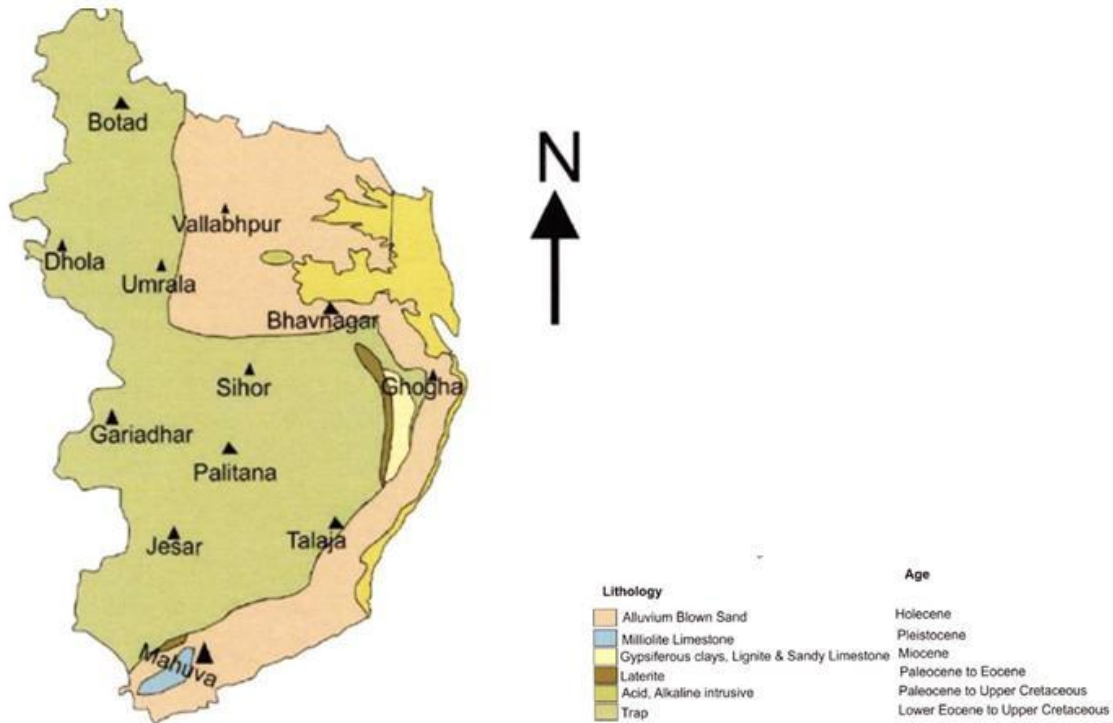 Botad
N
Vallabhpur
Dhola
Umrala
Bhavnagar
Sihor
Ghogha
Gariadhar
Palitana
Talaja
Jesar
Mahuva
Lithology Age
Alluvium Blown Sand Holocene
Milliolite Limestone Pleistocene
Gypsiferous clays, Lignite & Sandy Limestone Miocene
Laterite Paleocene to Eocene
Acid, Alkaline intrusive Paleocene to Upper Cretaceous
Trap Lower Eocene to Upper Cretaceous